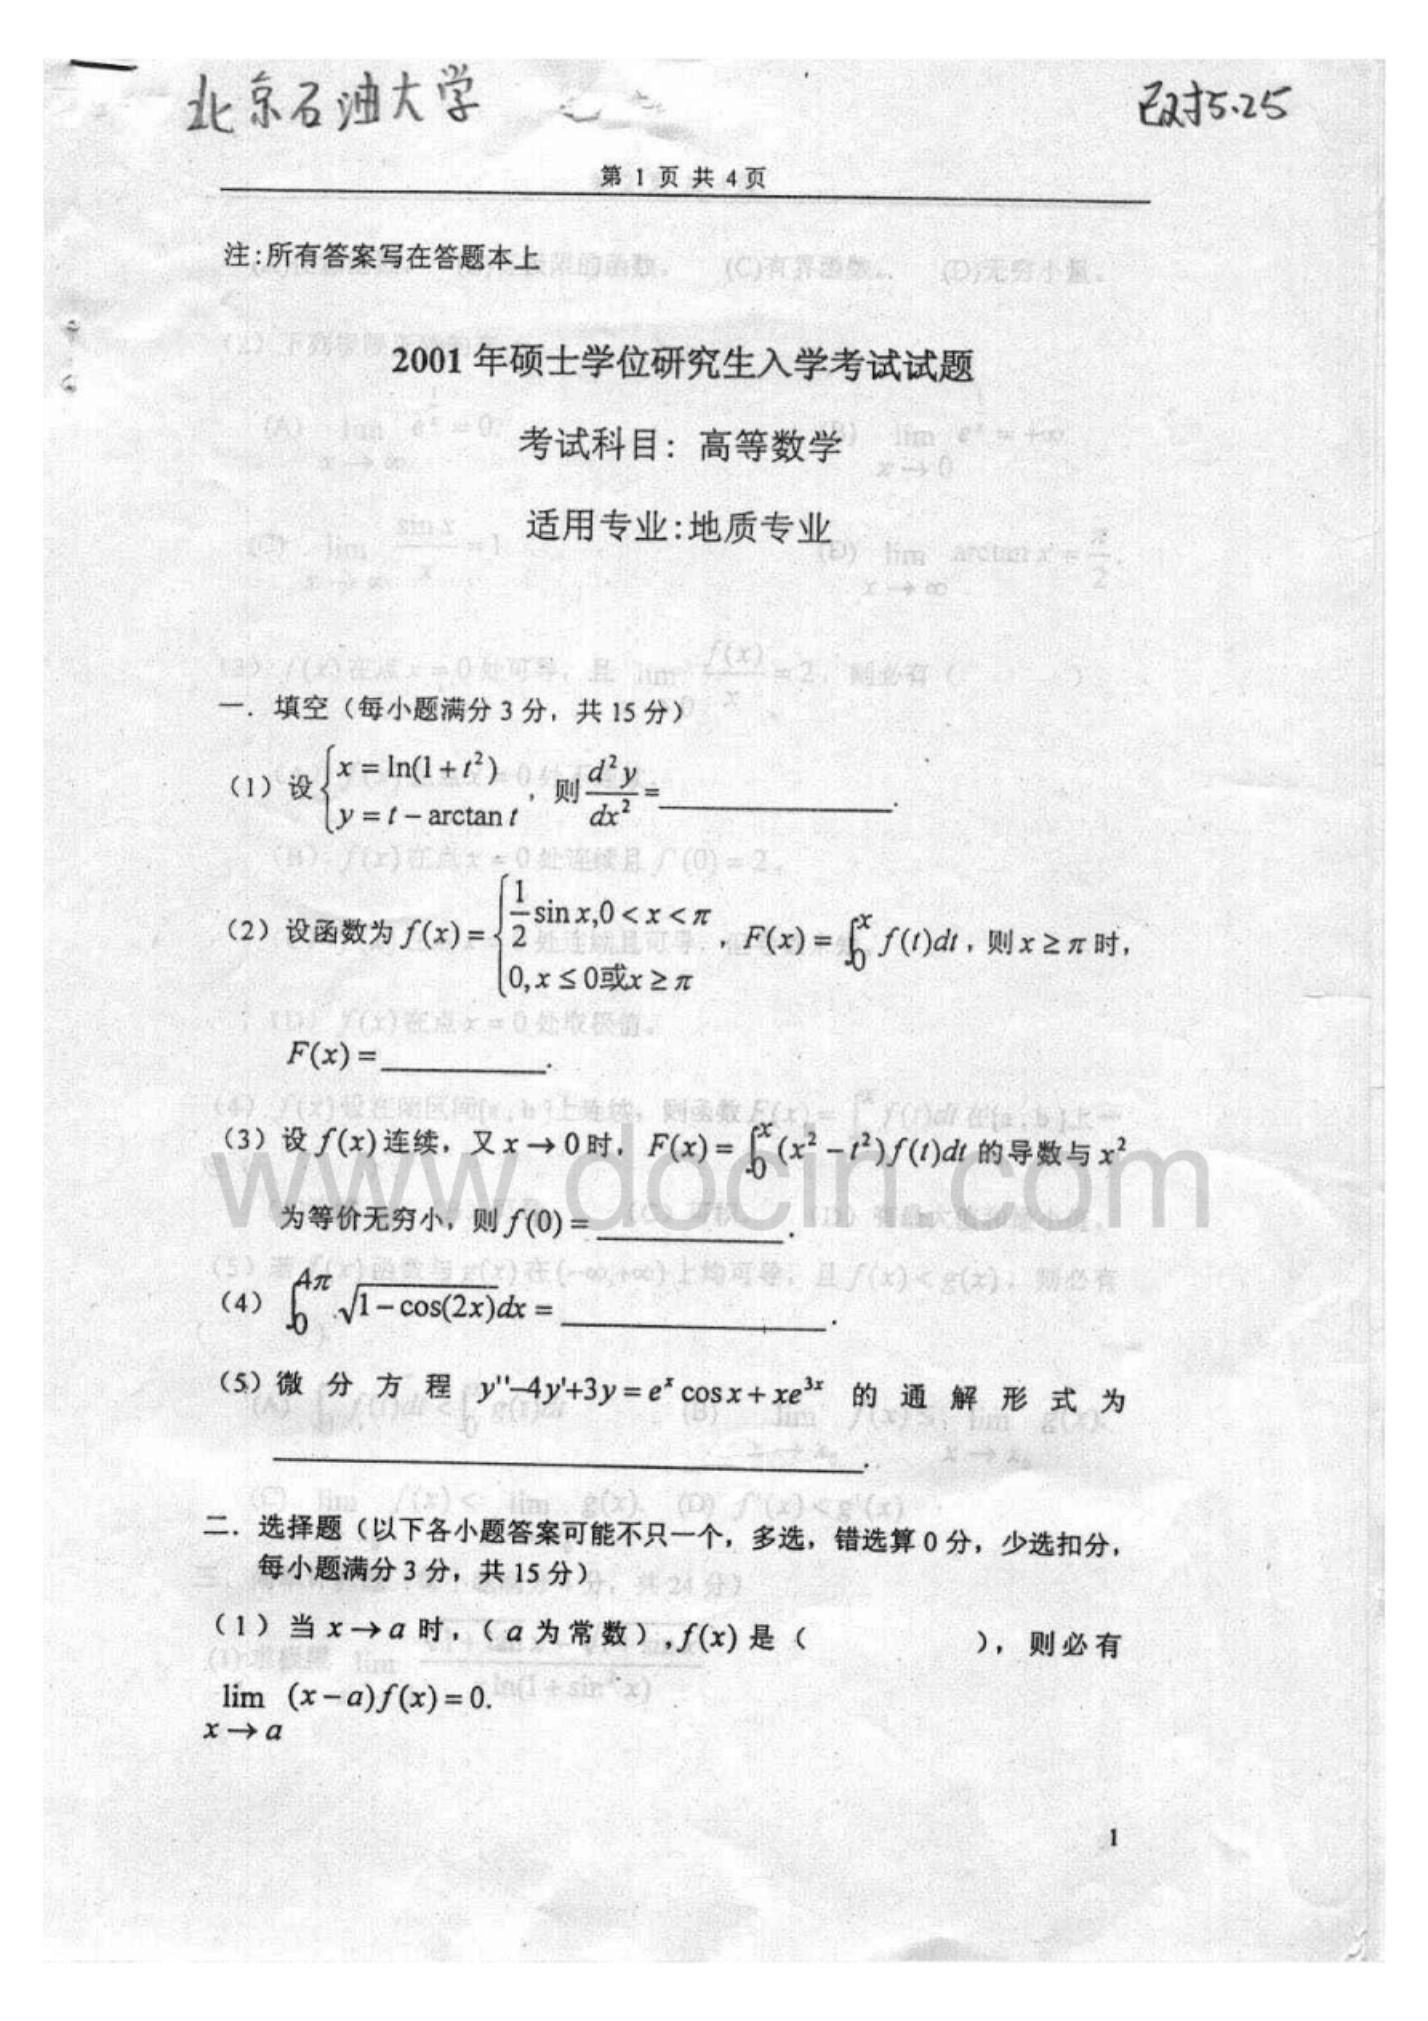 北京石油大学
已对5.25
第 1 页 共 4 页
注:所有答案写在答题本上
2001 年硕士学位研究生入学考试试题
考试科目：高等数学
适用专业:地质专业
一．填空（每小题满分 3 分，共 15 分）
（1）设 { x = ln(1 + t²) y = t − arctan t ，则 d²y/dx² = ________.
（2）设函数为 f(x) = { 1/2 sin x, 0 < x < π 0, x ≤ 0或x ≥ π ，F(x) = ∫₀ˣ f(t)dt，则 x ≥ π 时，
F(x) = ________.
（3）设 f(x) 连续，又 x → 0 时，F(x) = ∫₀ˣ (x² − t²)f(t)dt 的导数与 x²
为等价无穷小，则 f(0) = ________.
（4）∫₀^{4π} √(1 − cos(2x))dx = ________.
（5）微 分 方 程 y''−4y'+3y = eˣ cos x + xe³ˣ 的 通 解 形 式 为
________.
二．选择题（以下各小题答案可能不只一个，多选，错选算 0 分，少选扣分，
每小题满分 3 分，共 15 分）
（1）当 x → a 时，（ a 为常数）, f(x) 是（ ），则必有
lim (x − a)f(x) = 0.
x → a
1
www.docin.com